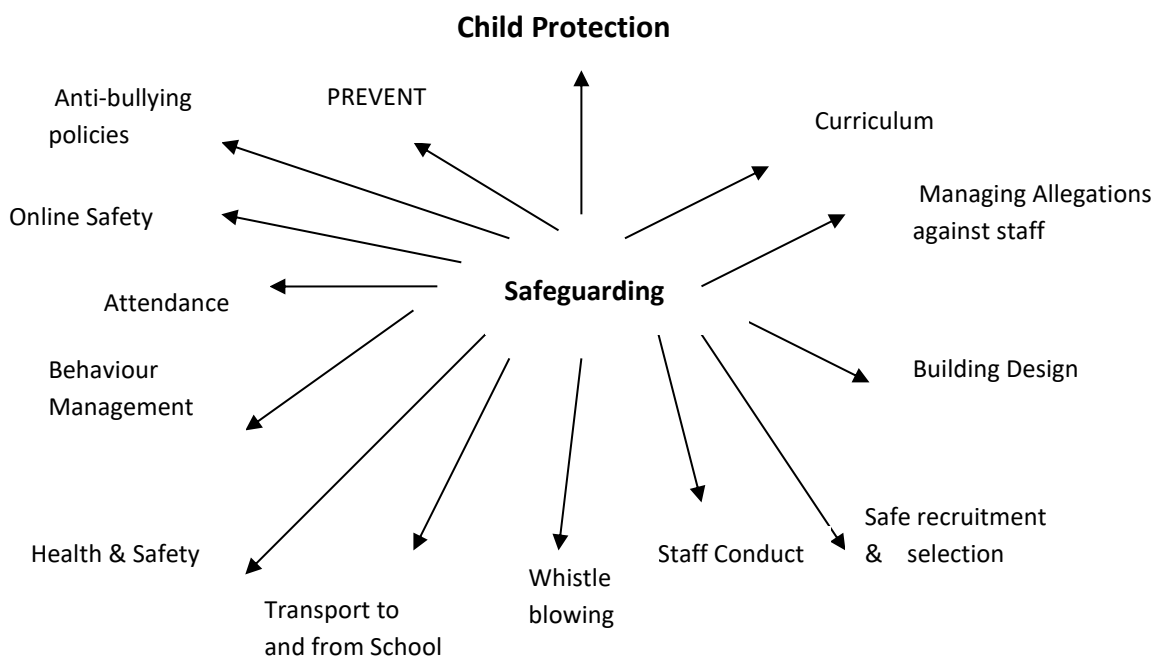 Child Protection
Anti-bullying
policies
PREVENT
Curriculum
Online Safety
Managing Allegations
against staff
Attendance
Safeguarding
Behaviour
Management
Building Design
Health & Safety
Transport to
and from School
Whistle
blowing
Staff Conduct
Safe recruitment
& selection